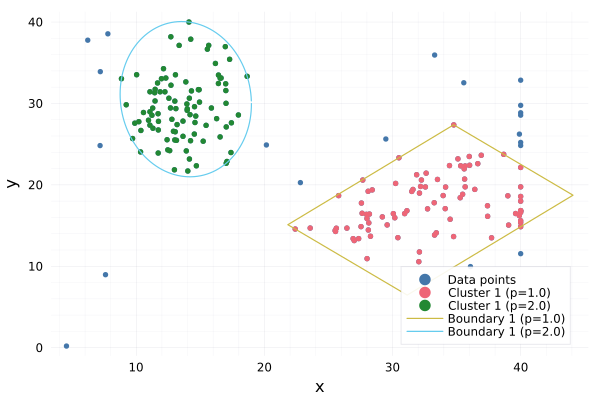 40
30
20
10
0
y
Data points
Cluster 1 (p=1.0)
Cluster 1 (p=2.0)
Boundary 1 (p=1.0)
Boundary 1 (p=2.0)
10 20 30 40
x